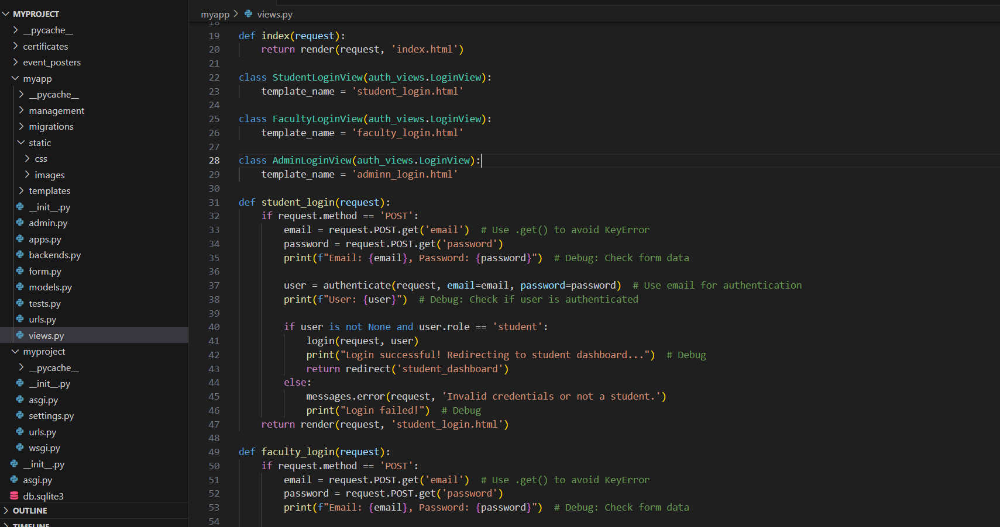 MYPROJECT
__pycache__
certificates
event_posters
myapp
__pycache__
management
migrations
static
css
images
templates
__init__.py
admin.py
apps.py
backends.py
form.py
models.py
tests.py
urls.py
views.py
myproject
__pycache__
__init__.py
asgi.py
settings.py
urls.py
wsgi.py
__init__.py
asgi.py
db.sqlite3
OUTLINE
TIMELINE
myapp > views.py
18
19 def index(request):
20     return render(request, 'index.html')
21
22 class StudentLoginView(auth_views.LoginView):
23     template_name = 'student_login.html'
24
25 class FacultyLoginView(auth_views.LoginView):
26     template_name = 'faculty_login.html'
27
28 class AdminLoginView(auth_views.LoginView):
29     template_name = 'adminn_login.html'
30
31 def student_login(request):
32     if request.method == 'POST':
33         email = request.POST.get('email')  # Use .get() to avoid KeyError
34         password = request.POST.get('password')
35         print(f"Email: {email}, Password: {password}")  # Debug: Check form data
36
37         user = authenticate(request, email=email, password=password)  # Use email for authentication
38         print(f"User: {user}")  # Debug: Check if user is authenticated
39
40         if user is not None and user.role == 'student':
41             login(request, user)
42             print("Login successful! Redirecting to student dashboard...")  # Debug
43             return redirect('student_dashboard')
44         else:
45             messages.error(request, 'Invalid credentials or not a student.')
46             print("Login failed!")  # Debug
47     return render(request, 'student_login.html')
48
49 def faculty_login(request):
50     if request.method == 'POST':
51         email = request.POST.get('email')  # Use .get() to avoid KeyError
52         password = request.POST.get('password')
53         print(f"Email: {email}, Password: {password}")  # Debug: Check form data
54